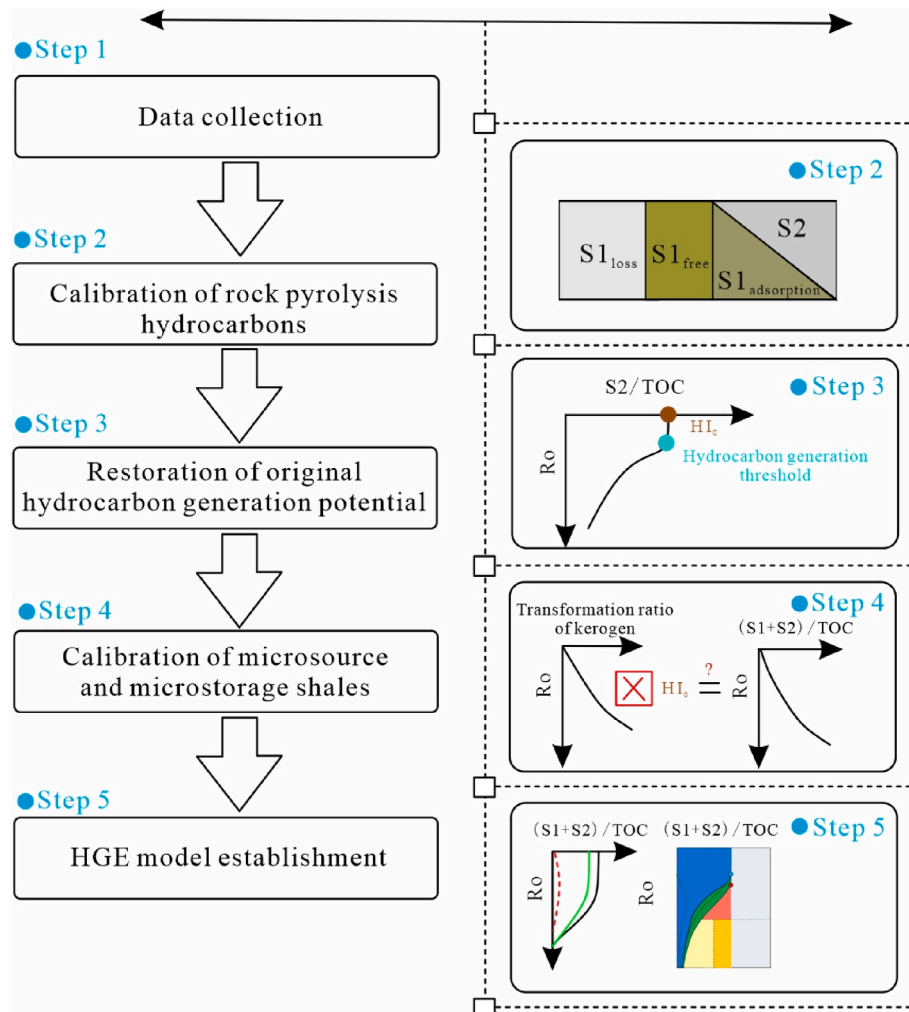 Step 1
Data collection
Step 2
Calibration of rock pyrolysis
hydrocarbons
Step 3
Restoration of original
hydrocarbon generation potential
Step 4
Calibration of microsource
and microstorage shales
Step 5
HGE model establishment
Step 2
S1loss
S1free
S2
S1adsorption
Step 3
S2/TOC
HI₀
Ro
Hydrocarbon generation
threshold
Step 4
Transformation ratio
of kerogen
(S1+S2)/TOC
Ro
HI₀
?
=
Ro
Step 5
(S1+S2)/TOC
(S1+S2)/TOC
Ro
Ro